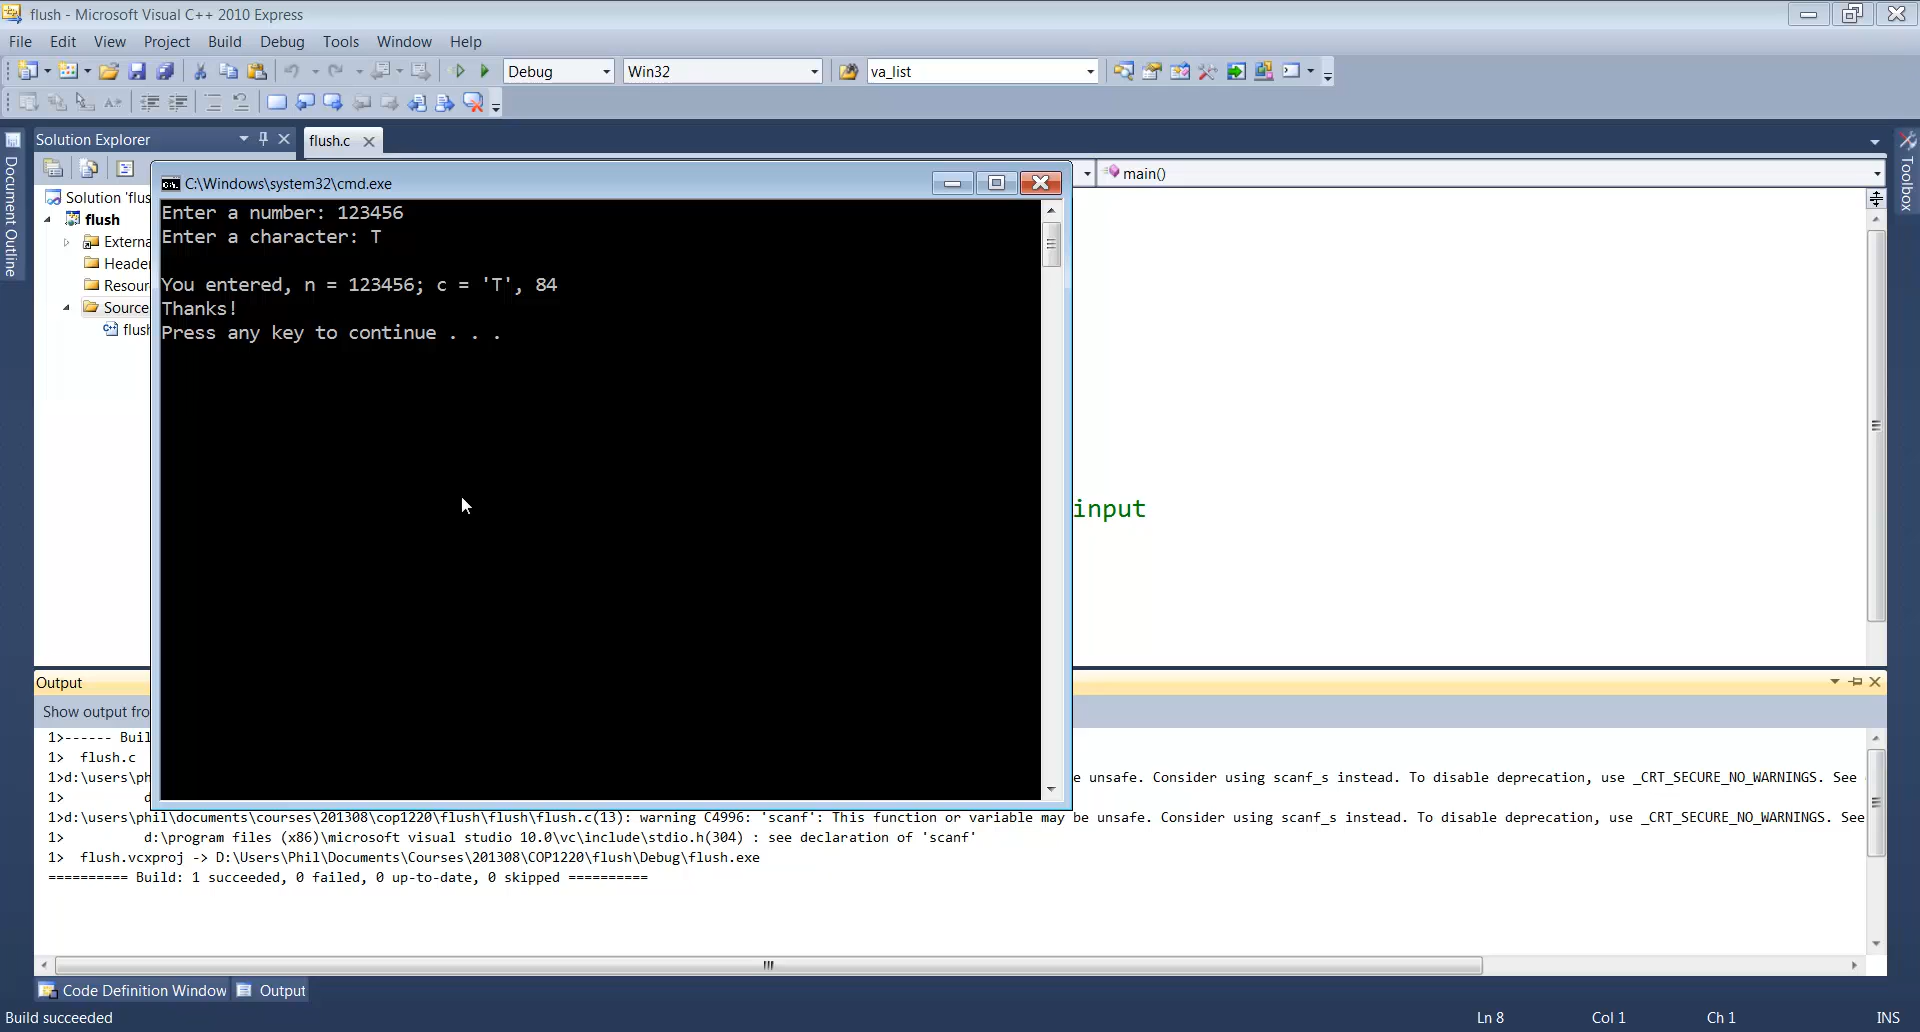 flush - Microsoft Visual C++ 2010 Express
File Edit View Project Build Debug Tools Window Help
Debug Win32 va_list
Solution Explorer flush.c
Document Outline
Toolbox
C:\Windows\system32\cmd.exe
main()
Solution 'flus
flush
Externa
Header
Resour
Source
flush
Enter a number: 123456
Enter a character: T
You entered, n = 123456; c = 'T', 84
Thanks!
Press any key to continue . . .
input
Output
Show output fro
1>------ Buil
1> flush.c
1>d:\users\ph e unsafe. Consider using scanf_s instead. To disable deprecation, use _CRT_SECURE_NO_WARNINGS. See
1> d
1>d:\users\phil\documents\courses\201308\cop1220\flush\flush\flush.c(13): warning C4996: 'scanf': This function or variable may be unsafe. Consider using scanf_s instead. To disable deprecation, use _CRT_SECURE_NO_WARNINGS. See
1> d:\program files (x86)\microsoft visual studio 10.0\vc\include\stdio.h(304) : see declaration of 'scanf'
1> flush.vcxproj -> D:\Users\Phil\Documents\Courses\201308\COP1220\flush\Debug\flush.exe
========== Build: 1 succeeded, 0 failed, 0 up-to-date, 0 skipped ==========
Code Definition Window Output
Build succeeded Ln 8 Col 1 Ch 1 INS